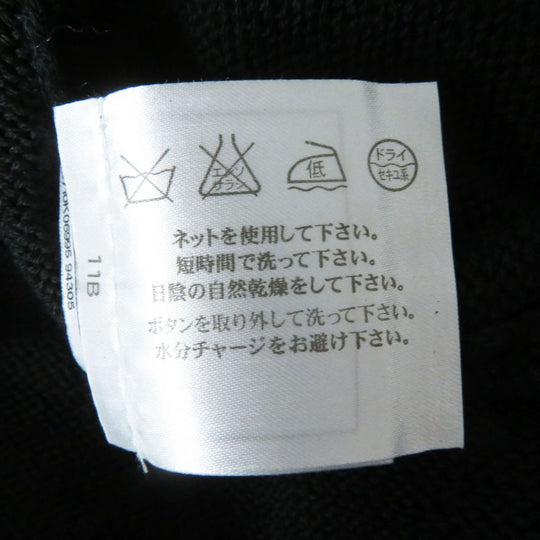 エンソ
サラシ
低
ドライ
セキユ系
ネットを使用して下さい。
短時間で洗って下さい。
日陰の自然乾燥をして下さい。
ボタンを取り外して洗って下さい。
水分チャージをお避け下さい。
11B
94305